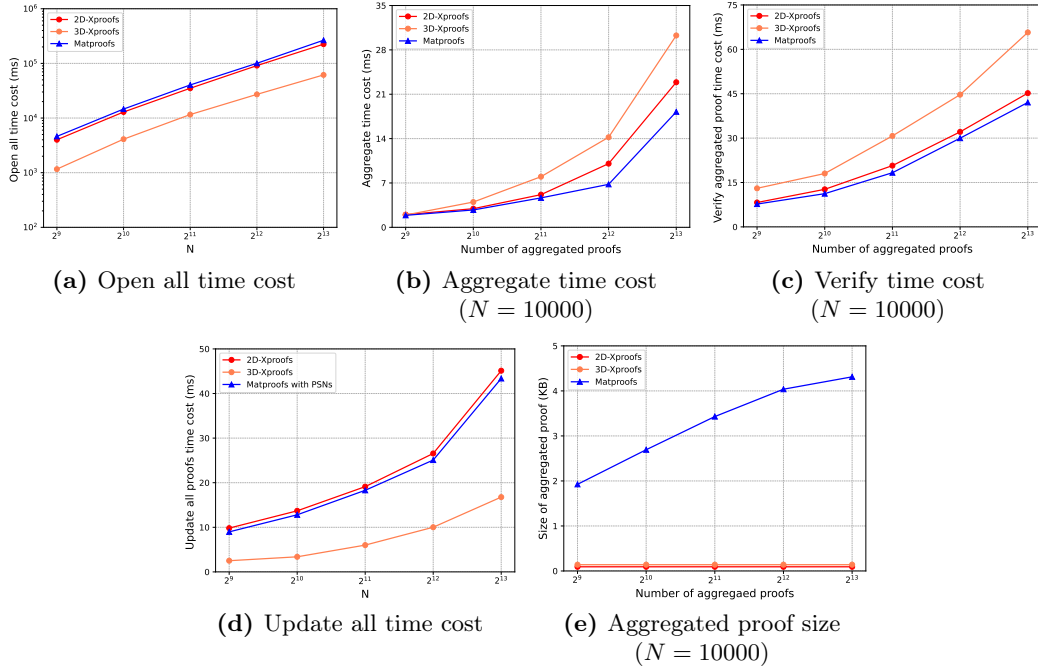 2D-Xproofs
3D-Xproofs
Matproofs
Open all time cost (ms)
10^6
10^5
10^4
10^3
10^2
2^9
2^10
2^11
2^12
2^13
N
(a) Open all time cost
2D-Xproofs
3D-Xproofs
Matproofs
Aggregate time cost (ms)
35
28
21
14
7
0
2^9
2^10
2^11
2^12
2^13
Number of aggregated proofs
(b) Aggregate time cost
(N = 10000)
2D-Xproofs
3D-Xproofs
Matproofs
Verify aggregated proof time cost (ms)
75
60
45
30
15
0
2^9
2^10
2^11
2^12
2^13
Number of aggregated proofs
(c) Verify time cost
(N = 10000)
2D-Xproofs
3D-Xproofs
Matproofs with PSNs
Update all proofs time cost (ms)
50
40
30
20
10
0
2^9
2^10
2^11
2^12
2^13
N
(d) Update all time cost
2D-Xproofs
3D-Xproofs
Matproofs
Size of aggregated proof (KB)
5
4
3
2
1
0
2^9
2^10
2^11
2^12
2^13
Number of aggregaed proofs
(e) Aggregated proof size
(N = 10000)